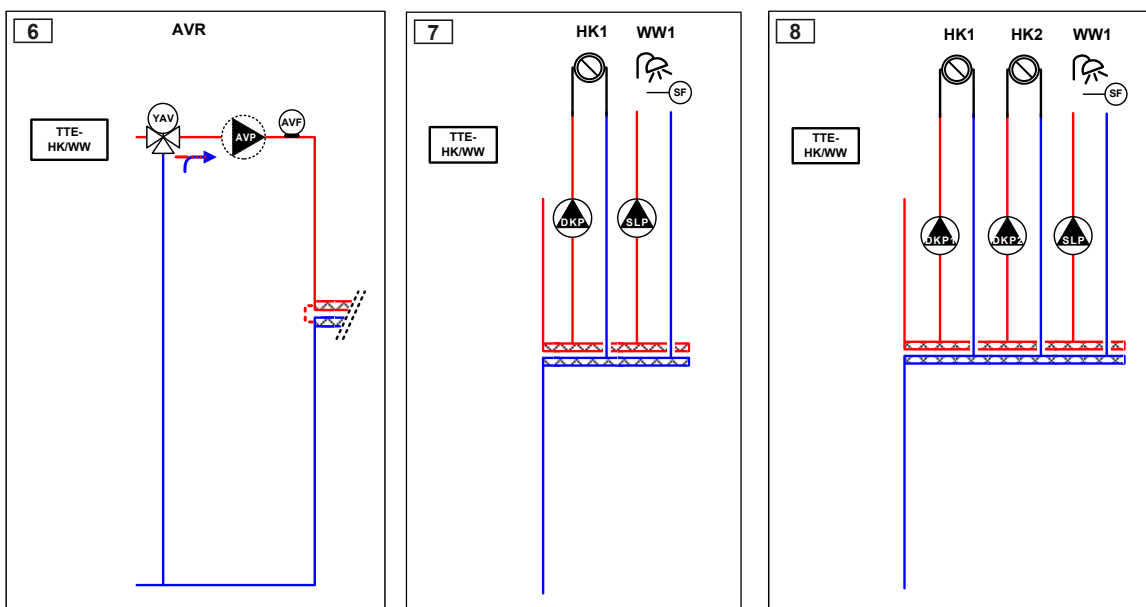 6
AVR
YAV
AVP
AVF
TTE-
HK/WW
7
HK1 WW1
SF
TTE-
HK/WW
DKP
SLP
8
HK1 HK2 WW1
SF
TTE-
HK/WW
DKP1
DKP2
SLP